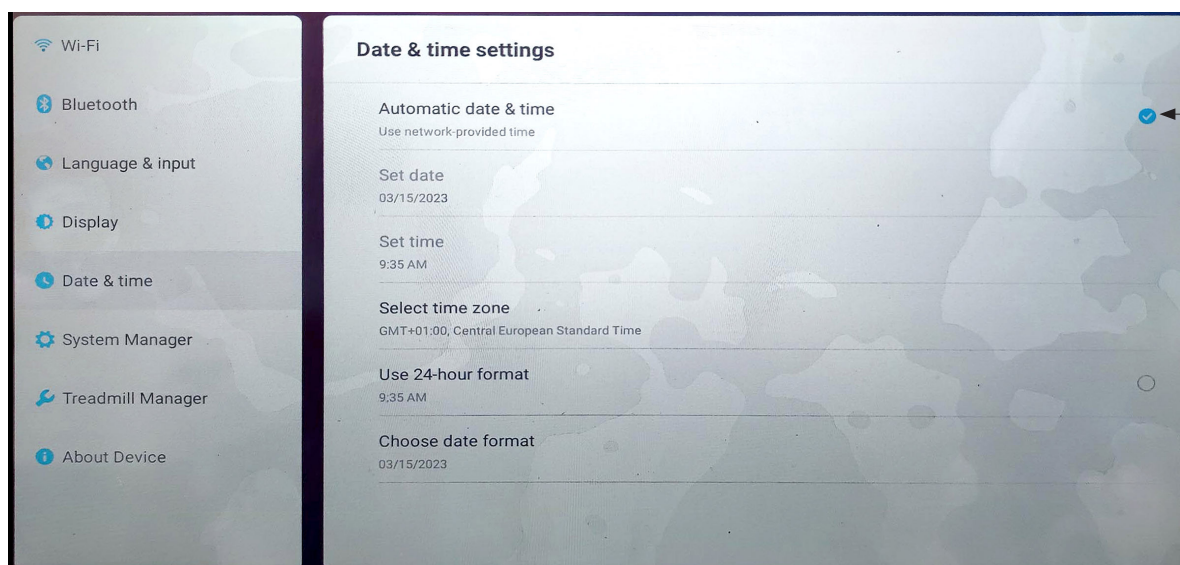 Wi-Fi
Bluetooth
Language & input
Display
Date & time
System Manager
Treadmill Manager
About Device
Date & time settings
Automatic date & time
Use network-provided time
Set date
03/15/2023
Set time
9:35 AM
Select time zone
GMT+01:00, Central European Standard Time
Use 24-hour format
9:35 AM
Choose date format
03/15/2023